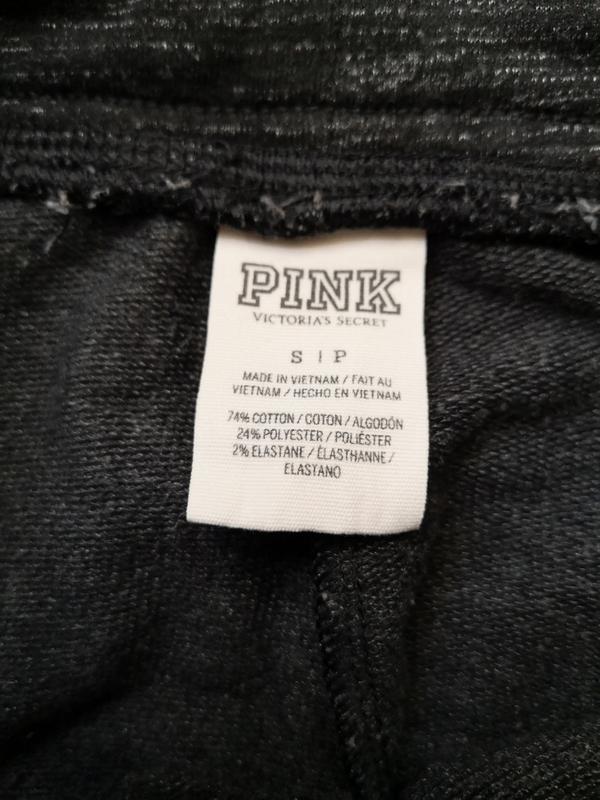 PINK
VICTORIA'S SECRET
S | P
MADE IN VIETNAM / FAIT AU
VIETNAM / HECHO EN VIETNAM
74% COTTON / COTON / ALGODÓN
24% POLYESTER / POLIÉSTER
2% ELASTANE / ÉLASTHANNE /
ELASTANO